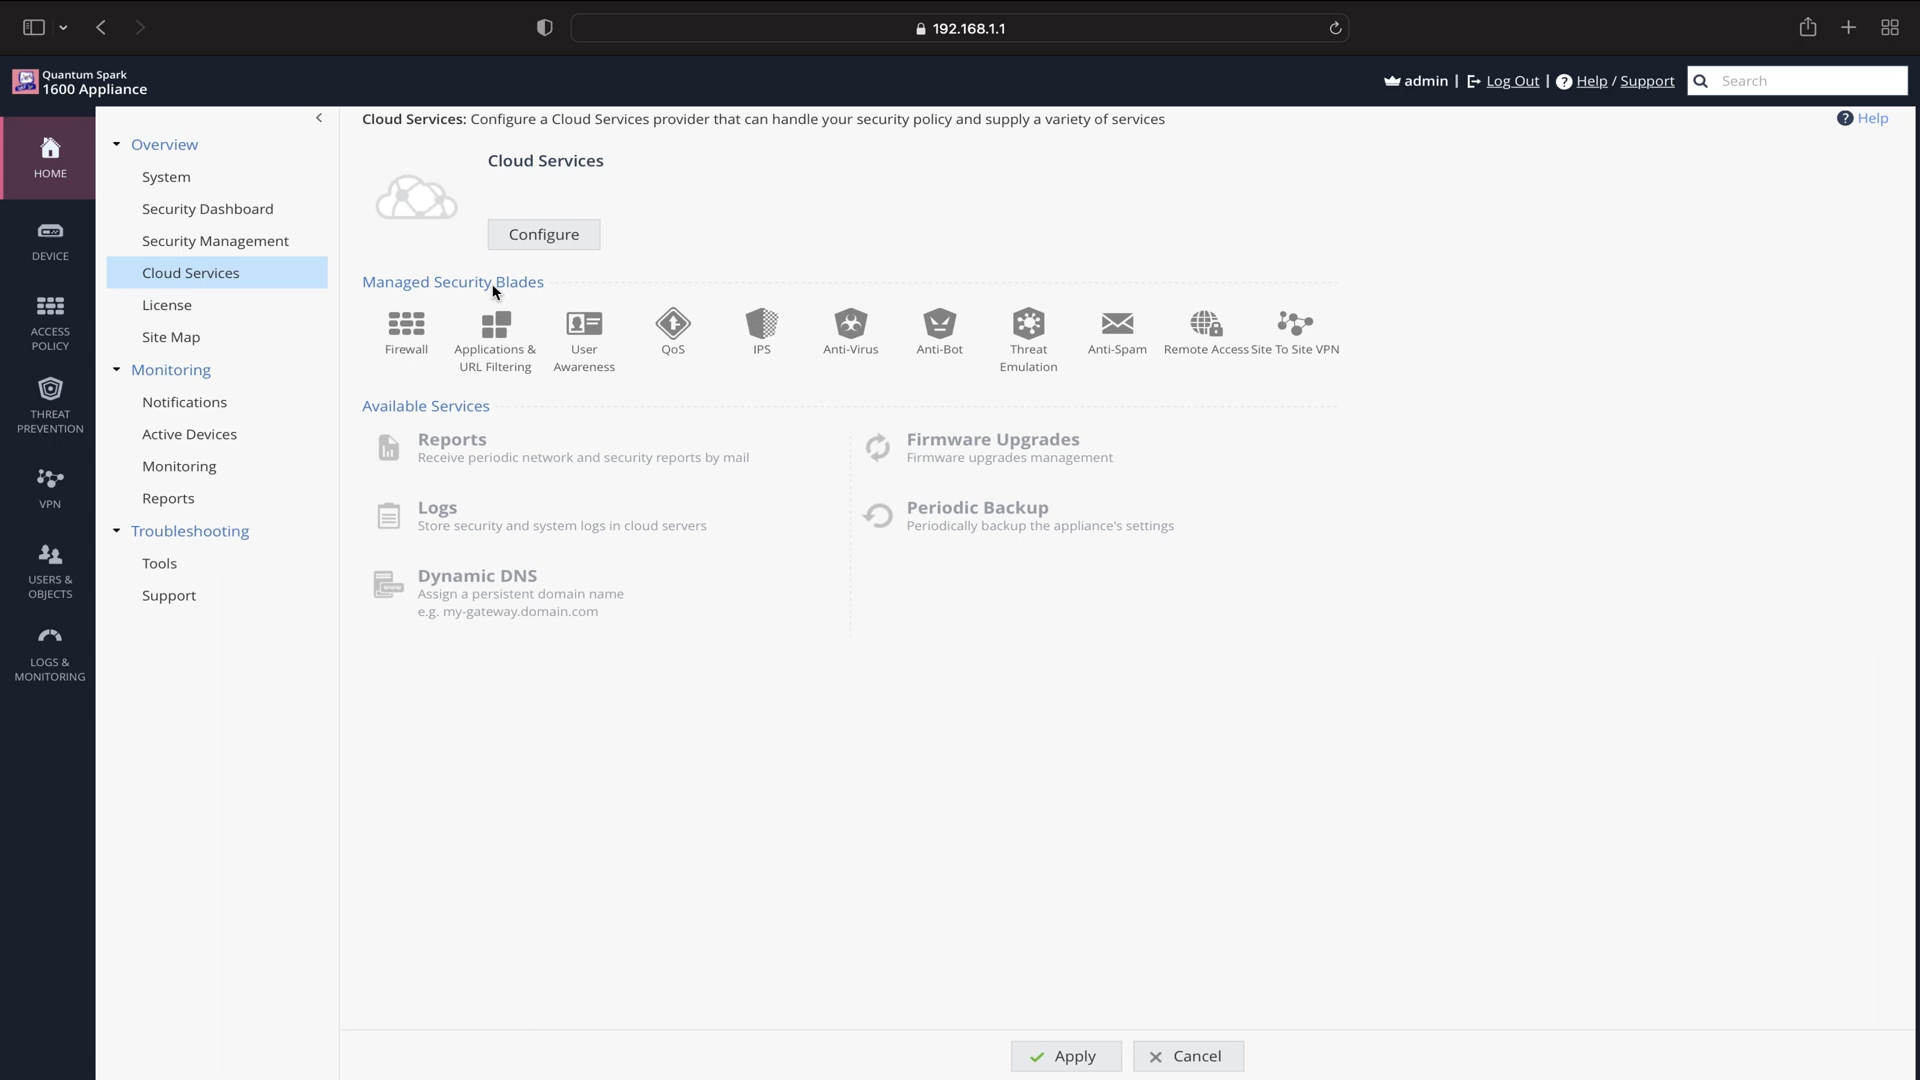 192.168.1.1
Quantum Spark
1600 Appliance
admin | Log Out | Help / Support
Search
HOME
DEVICE
ACCESS
POLICY
THREAT
PREVENTION
VPN
USERS &
OBJECTS
LOGS &
MONITORING
Overview
System
Security Dashboard
Security Management
Cloud Services
License
Site Map
Monitoring
Notifications
Active Devices
Monitoring
Reports
Troubleshooting
Tools
Support
Cloud Services: Configure a Cloud Services provider that can handle your security policy and supply a variety of services
Help
Cloud Services
Configure
Managed Security Blades
Firewall
Applications &
URL Filtering
User
Awareness
QoS
IPS
Anti-Virus
Anti-Bot
Threat
Emulation
Anti-Spam
Remote Access
Site To Site VPN
Available Services
Reports
Receive periodic network and security reports by mail
Logs
Store security and system logs in cloud servers
Dynamic DNS
Assign a persistent domain name
e.g. my-gateway.domain.com
Firmware Upgrades
Firmware upgrades management
Periodic Backup
Periodically backup the appliance's settings
Apply
Cancel